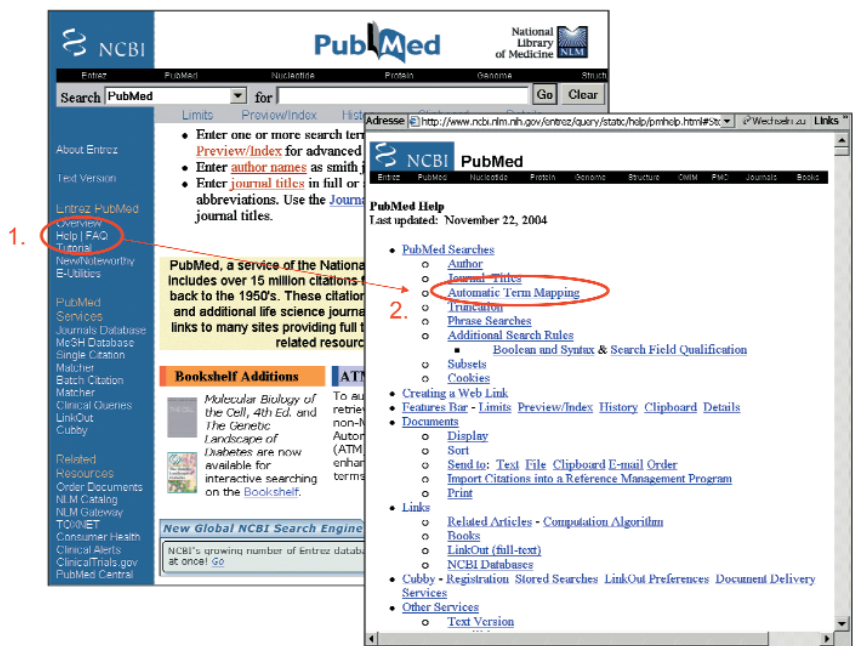 NCBI
PubMed
National
Library
of Medicine NLM
Entrez PubMed Nucleotide Protein Genome Struct
Search PubMed for Go Clear
Limits Preview/Index Hist
• Enter one or more search ter
Preview/Index for advanced
• Enter author names as smith j
• Enter journal titles in full or
abbreviations. Use the Journa
journal titles.
About Entrez
Text Version
Entrez PubMed
Overview
Help | FAQ
Tutorial
New/Noteworthy
E-Utilities
1.
PubMed
Services
Journals Database
MeSH Database
Single Citation
Matcher
Batch Citation
Matcher
Clinical Queries
LinkOut
Cubby
Related
Resources
Order Documents
NLM Catalog
NLM Gateway
TOXNET
Consumer Health
Clinical Alerts
ClinicalTrials.gov
PubMed Central
PubMed, a service of the Nationa
includes over 15 million citations f
back to the 1950's. These citation
and additional life science journa
links to many sites providing full t
related resourc
Bookshelf Additions
Molecular Biology of
the Cell, 4th Ed. and
The Genetic
Landscape of
Diabetes are now
available for
interactive searching
on the Bookshelf.
ATM
To au
retrie
non-M
Autom
(ATM
enhan
terms
New Global NCBI Search Engine
NCBI's growing number of Entrez datab
at once! Go
Adresse http://www.ncbi.nlm.nih.gov/entrez/query/static/help/pmhelp.html#Sto Wechseln zu Links "
NCBI PubMed
Entrez PubMed Nucleotide Protein Genome Structure OMIM PMC Journals Books
PubMed Help
Last updated: November 22, 2004
• PubMed Searches
o Author
o Journal Titles
o Automatic Term Mapping
2.
o Truncation
o Phrase Searches
o Additional Search Rules
▪ Boolean and Syntax & Search Field Qualification
o Subsets
o Cookies
• Creating a Web Link
• Features Bar - Limits Preview/Index History Clipboard Details
• Documents
o Display
o Sort
o Send to: Text File Clipboard E-mail Order
o Import Citations into a Reference Management Program
o Print
• Links
o Related Articles - Computation Algorithm
o Books
o LinkOut (full-text)
o NCBI Databases
• Cubby - Registration Stored Searches LinkOut Preferences Document Delivery
Services
• Other Services
o Text Version